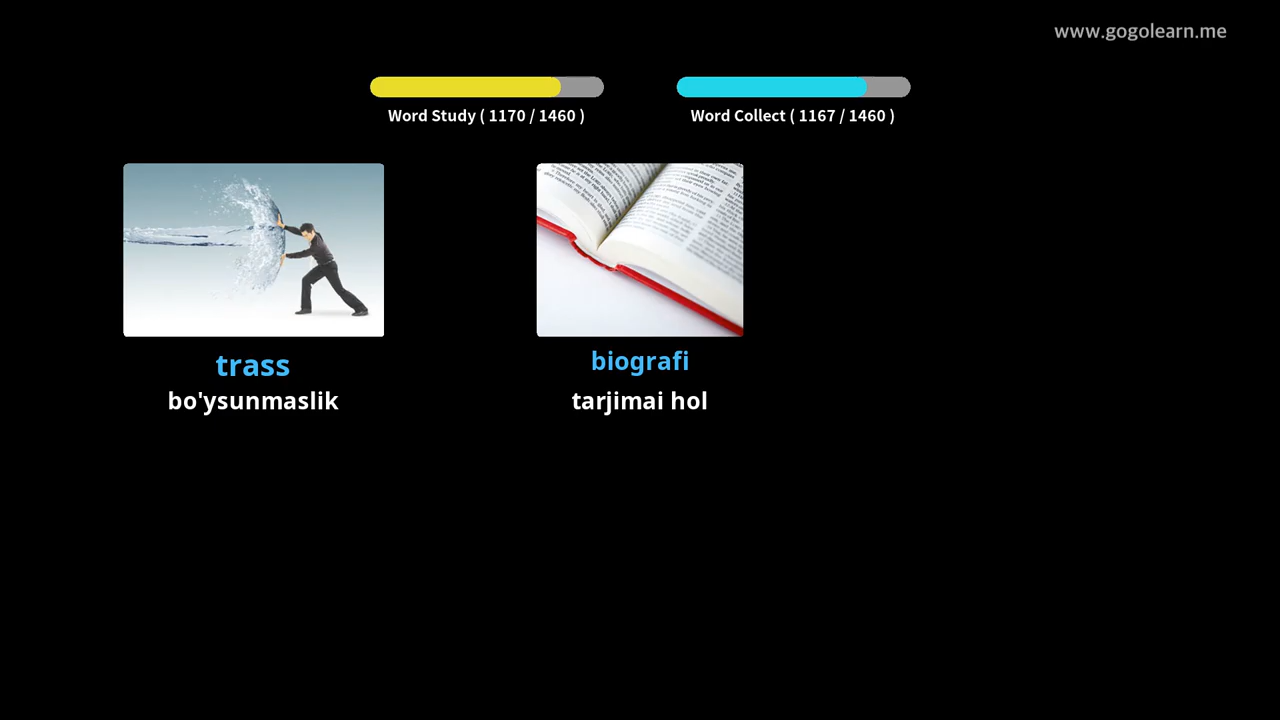 www.gogolearn.me
Word Study ( 1170 / 1460 )
Word Collect ( 1167 / 1460 )
trass
bo'ysunmaslik
biografi
tarjimai hol